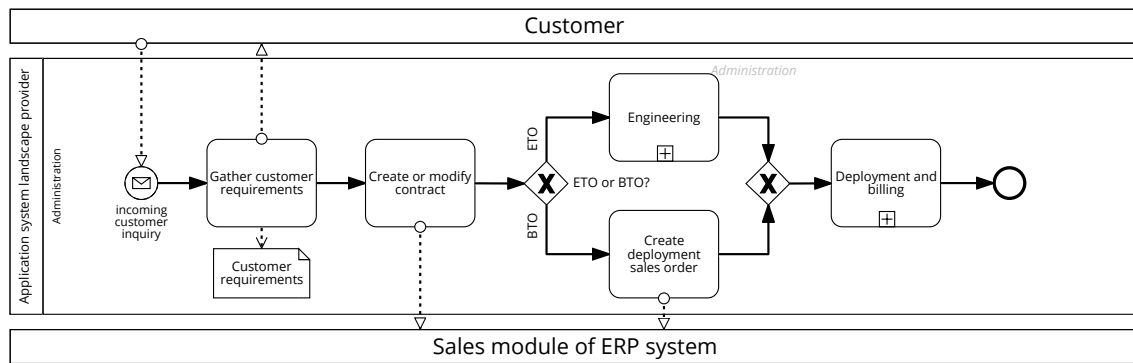 Customer
Application system landscape provider
Administration
Administration
incoming
customer
inquiry
Gather customer
requirements
Customer
requirements
Create or modify
contract
ETO
ETO or BTO?
BTO
Engineering
Create
deployment
sales order
Deployment and
billing
Sales module of ERP system